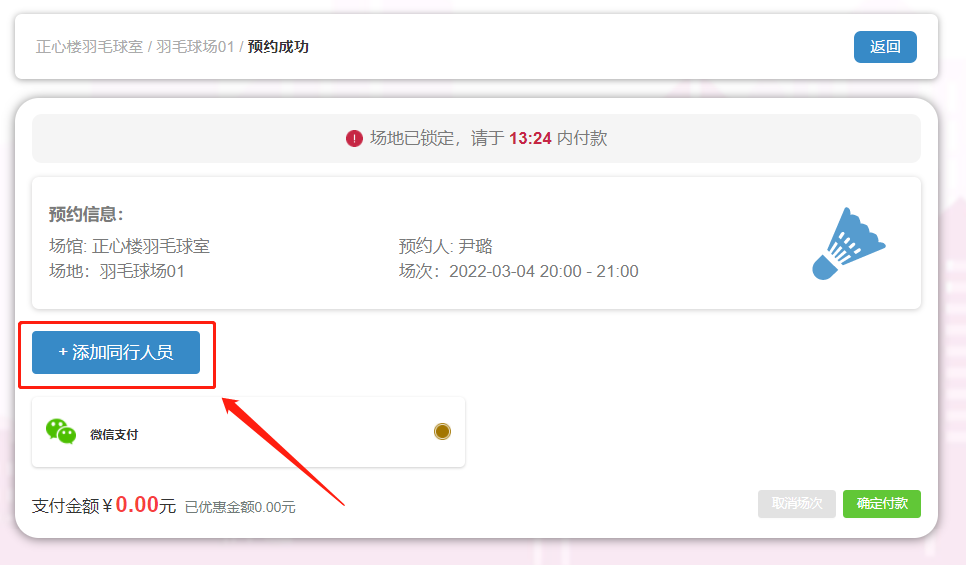 正心楼羽毛球室 / 羽毛球场01 / 预约成功
返回
场地已锁定，请于 13:24 内付款
预约信息：
场馆: 正心楼羽毛球室
预约人: 尹璐
场地：羽毛球场01
场次：2022-03-04 20:00 - 21:00
+ 添加同行人员
微信支付
支付金额￥0.00元 已优惠金额0.00元
取消场次
确定付款